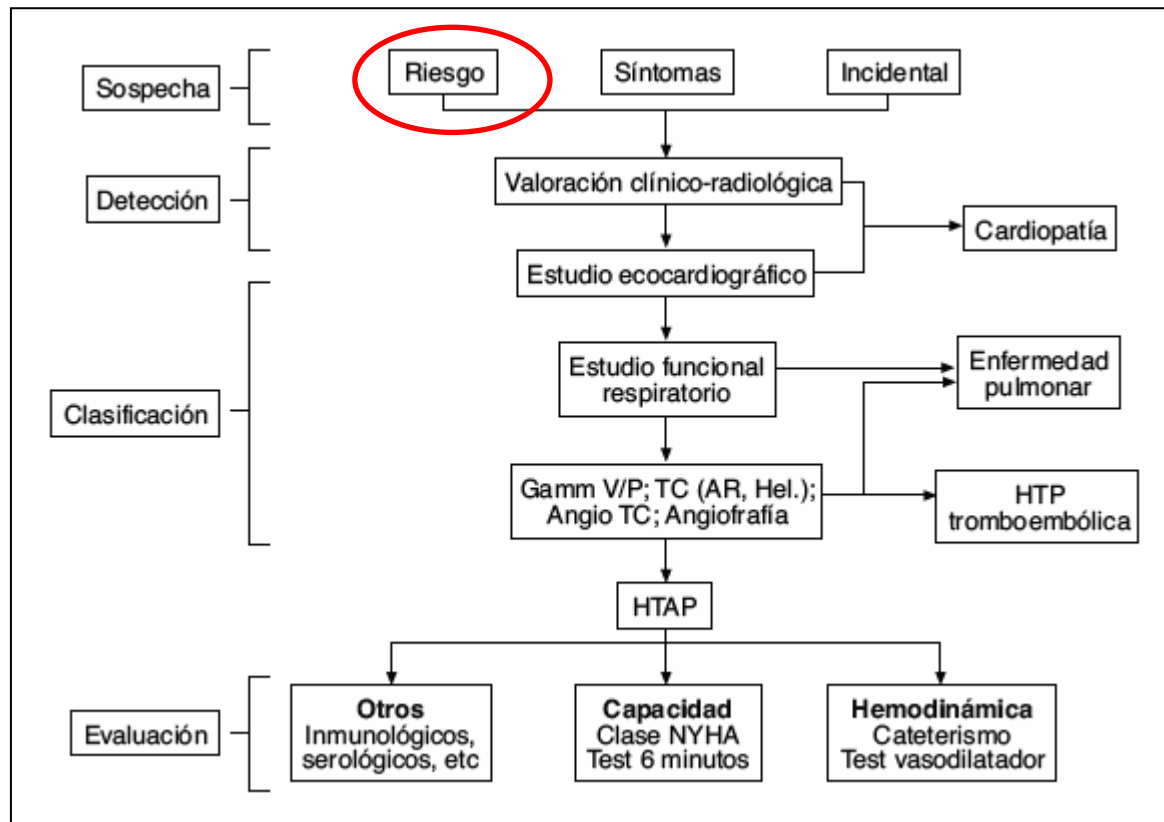 Sospecha
Riesgo
Síntomas
Incidental
Detección
Valoración clínico-radiológica
Cardiopatía
Estudio ecocardiográfico
Clasificación
Estudio funcional
respiratorio
Enfermedad
pulmonar
Gamm V/P; TC (AR, Hel.);
Angio TC; Angiofrafía
HTP
tromboembólica
HTAP
Evaluación
Otros
Inmunológicos,
serológicos, etc
Capacidad
Clase NYHA
Test 6 minutos
Hemodinámica
Cateterismo
Test vasodilatador